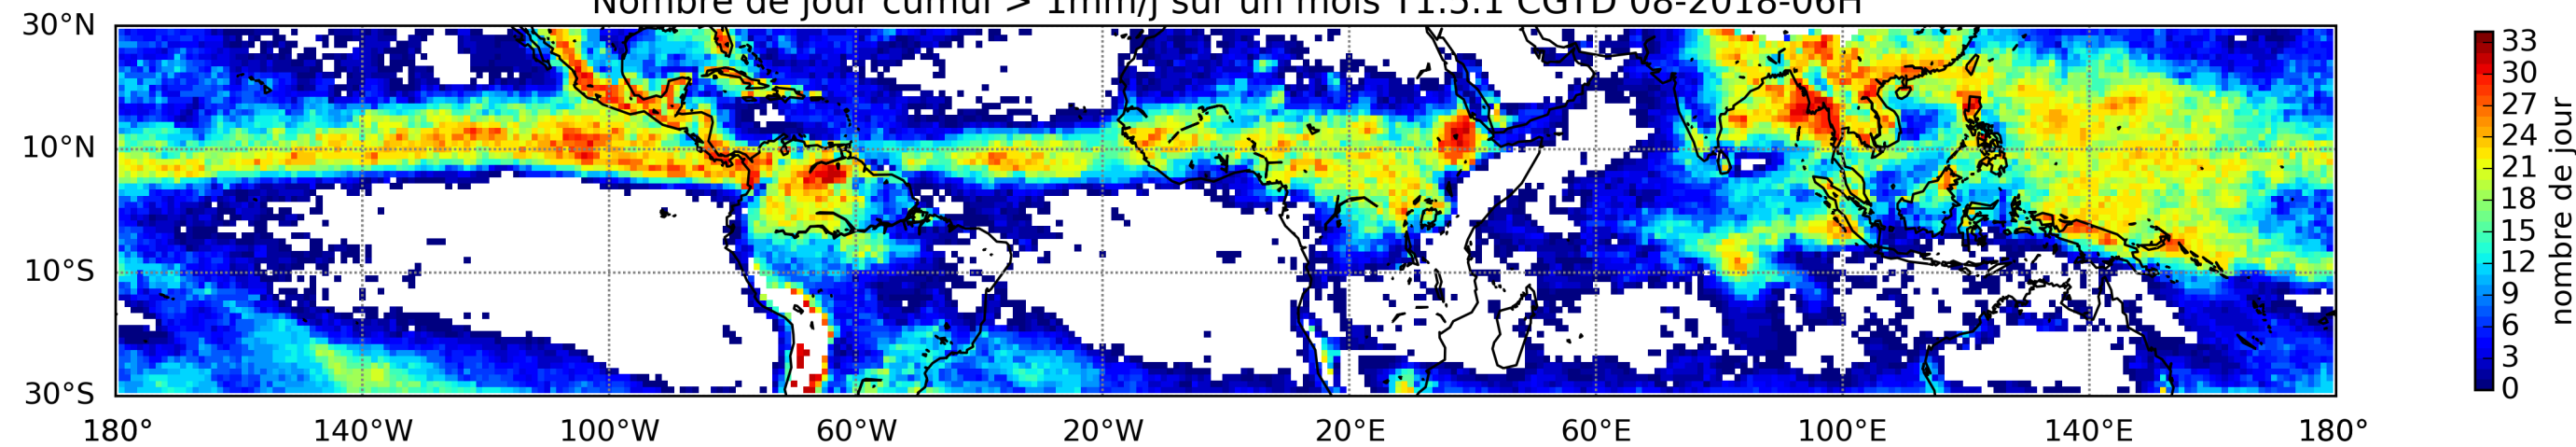 Nombre de jour cumul > 1mm/j sur un mois T1.5.1 CGTD 08-2018-06H
30°N
10°N
10°S
30°S
180° 140°W 100°W 60°W 20°W 20°E 60°E 100°E 140°E 180°
33
30
27
24
21
18
15
12
9
6
3
0
nombre de jour